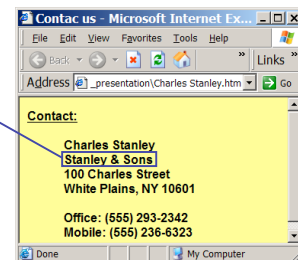 Contac us - Microsoft Internet Ex...
File Edit View Favorites Tools Help
Back » Links »
Address _presentation\Charles Stanley.htm Go
Contact:
Charles Stanley
Stanley & Sons
100 Charles Street
White Plains, NY 10601
Office: (555) 293-2342
Mobile: (555) 236-6323
Done My Computer